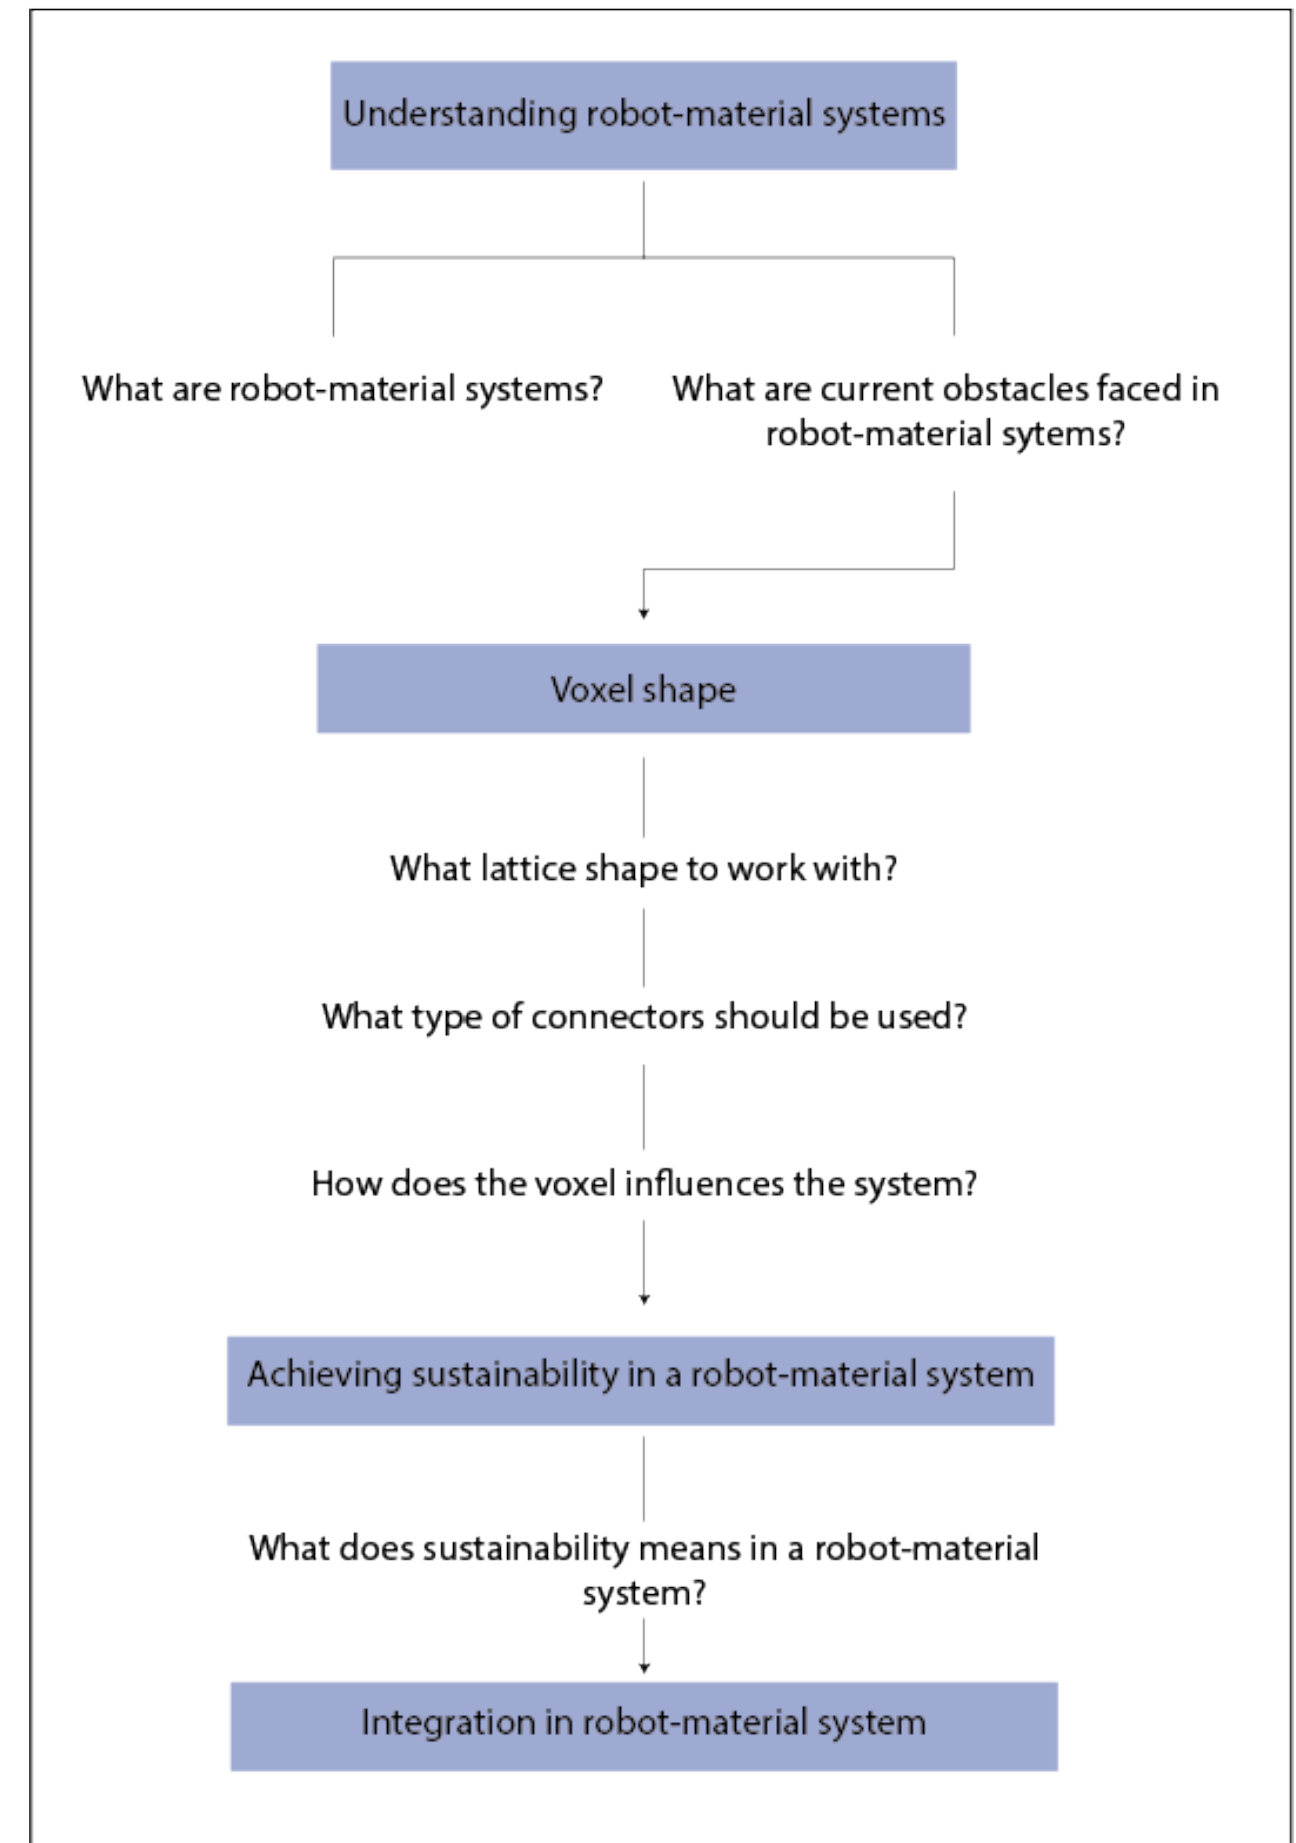 Understanding robot-material systems
What are robot-material systems?
What are current obstacles faced in
robot-material sytems?
Voxel shape
What lattice shape to work with?
What type of connectors should be used?
How does the voxel influences the system?
Achieving sustainability in a robot-material system
What does sustainability means in a robot-material
system?
Integration in robot-material system